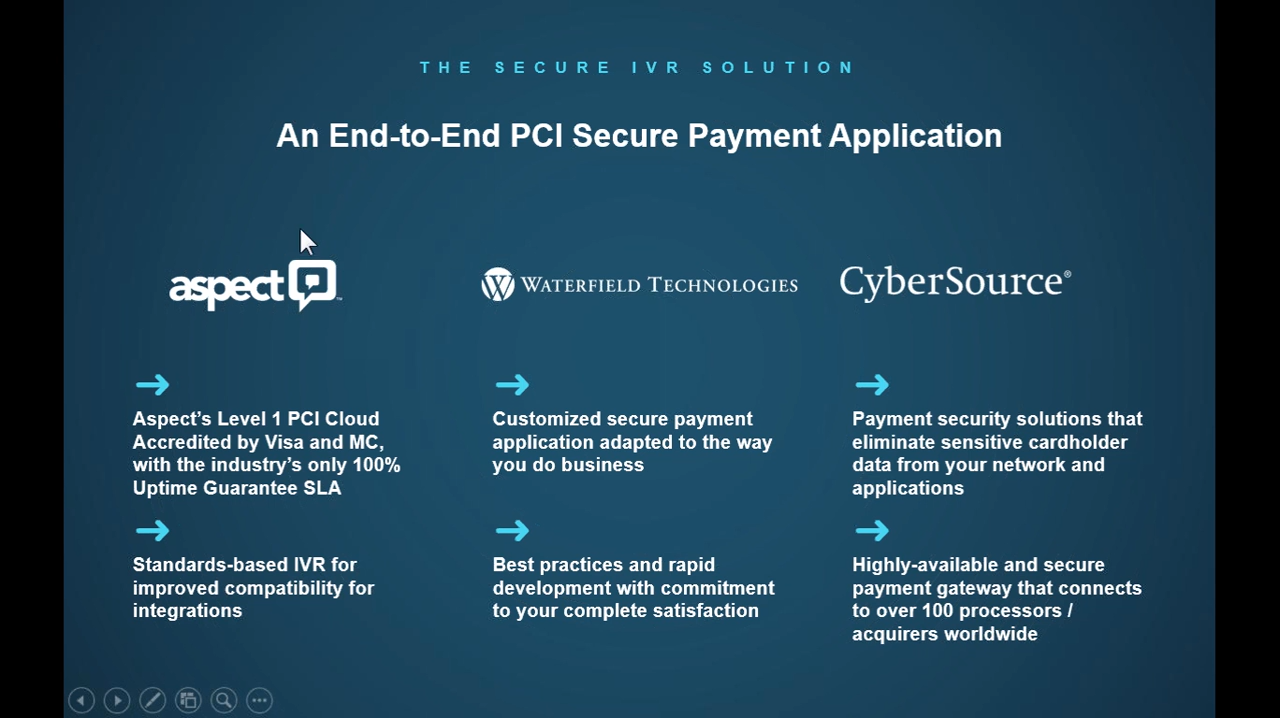 THE SECURE IVR SOLUTION
An End-to-End PCI Secure Payment Application
aspect™
W WATERFIELD TECHNOLOGIES
CyberSource®
Aspect’s Level 1 PCI Cloud
Accredited by Visa and MC,
with the industry’s only 100%
Uptime Guarantee SLA
Customized secure payment
application adapted to the way
you do business
Payment security solutions that
eliminate sensitive cardholder
data from your network and
applications
Standards-based IVR for
improved compatibility for
integrations
Best practices and rapid
development with commitment
to your complete satisfaction
Highly-available and secure
payment gateway that connects
to over 100 processors /
acquirers worldwide